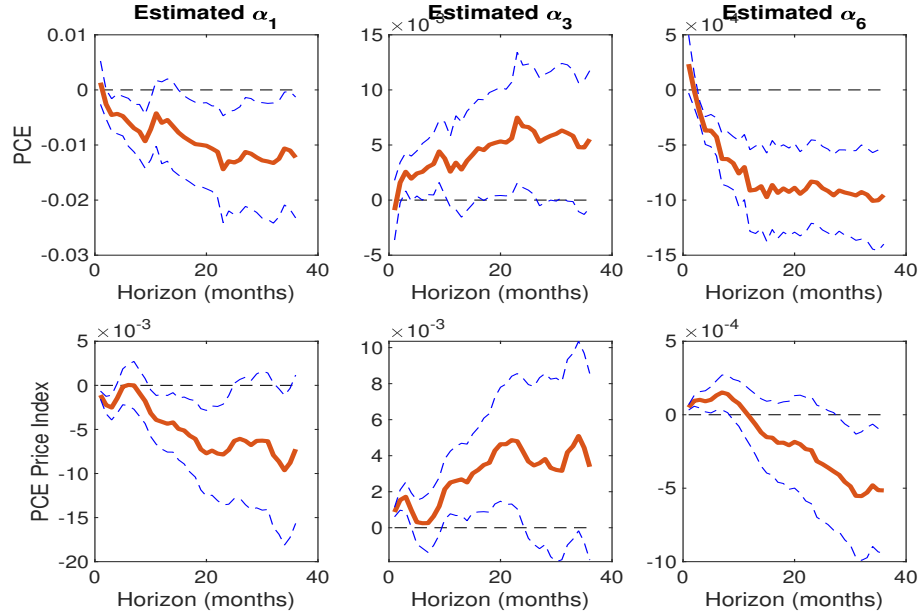 Estimated α1 Estimated α3 Estimated α6
×10-3 ×10-4
0.01 15 5
0 10 0
-0.01 5 -5
-0.02 0 -10
-0.03 -5 -15
PCE
0 20 40 0 20 40 0 20 40
Horizon (months) Horizon (months) Horizon (months)
×10-3 ×10-3 ×10-4
5 10 5
0 8 0
-5 6 -5
-10 4 -10
-15 2
-20 0
PCE Price Index
0 20 40 0 20 40 0 20 40
Horizon (months) Horizon (months) Horizon (months)